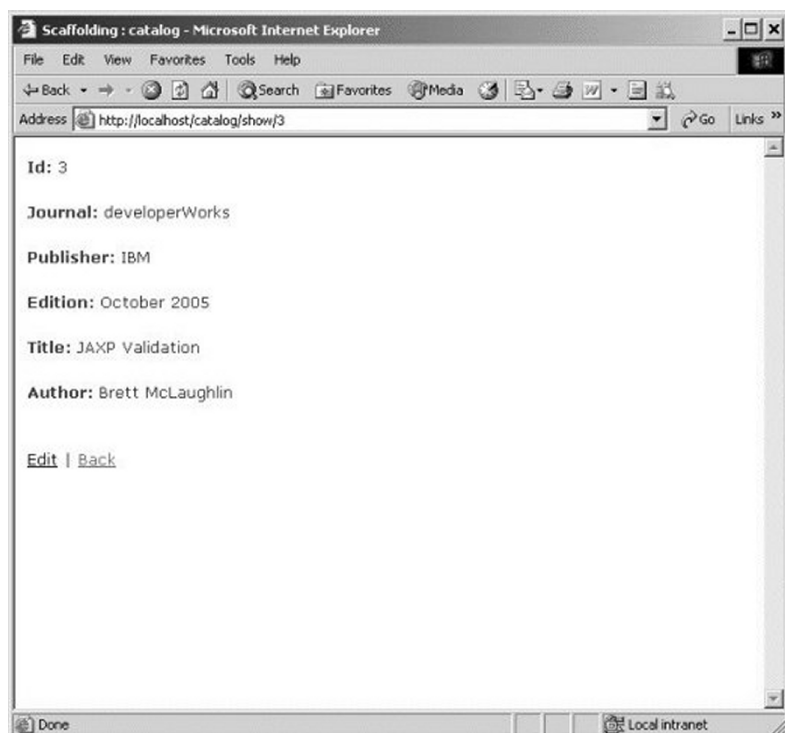 Scaffolding : catalog - Microsoft Internet Explorer
File Edit View Favorites Tools Help
Back Search Favorites Media
Address http://localhost/catalog/show/3 Go Links »
Id: 3
Journal: developerWorks
Publisher: IBM
Edition: October 2005
Title: JAXP Validation
Author: Brett McLaughlin
Edit | Back
Done Local intranet